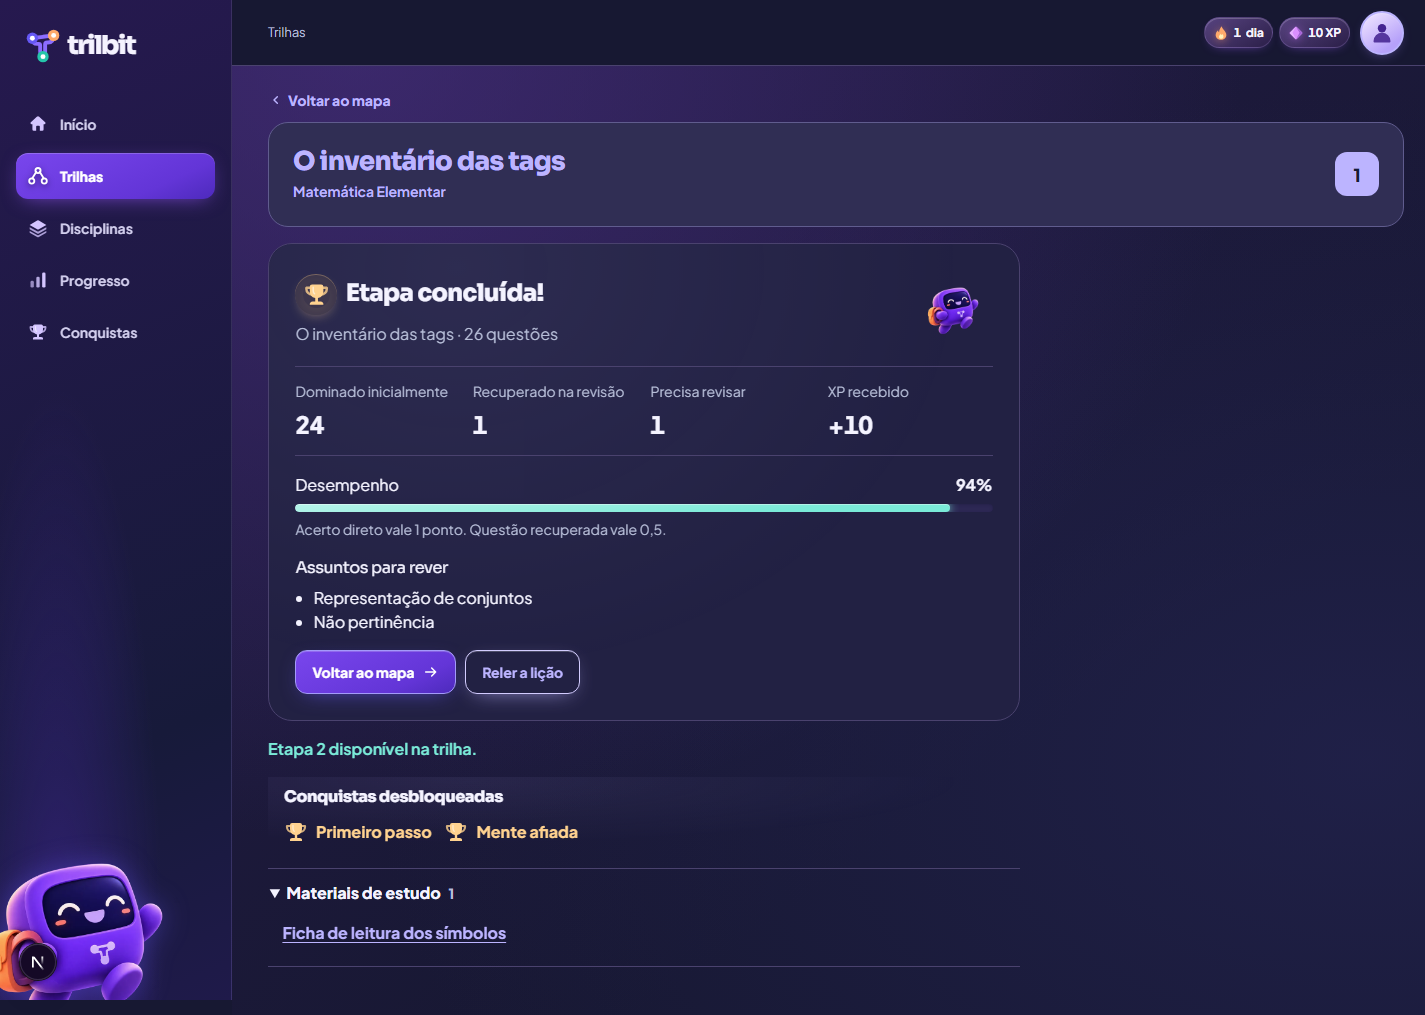 trilbit
Trilhas
1 dia
10 XP
Início
Trilhas
Disciplinas
Progresso
Conquistas
Voltar ao mapa
O inventário das tags
Matemática Elementar
1
Etapa concluída!
O inventário das tags · 26 questões
Dominado inicialmente
24
Recuperado na revisão
1
Precisa revisar
1
XP recebido
+10
Desempenho
94%
Acerto direto vale 1 ponto. Questão recuperada vale 0,5.
Assuntos para rever
• Representação de conjuntos
• Não pertinência
Voltar ao mapa →
Reler a lição
Etapa 2 disponível na trilha.
Conquistas desbloqueadas
Primeiro passo
Mente afiada
▼ Materiais de estudo 1
Ficha de leitura dos símbolos
N